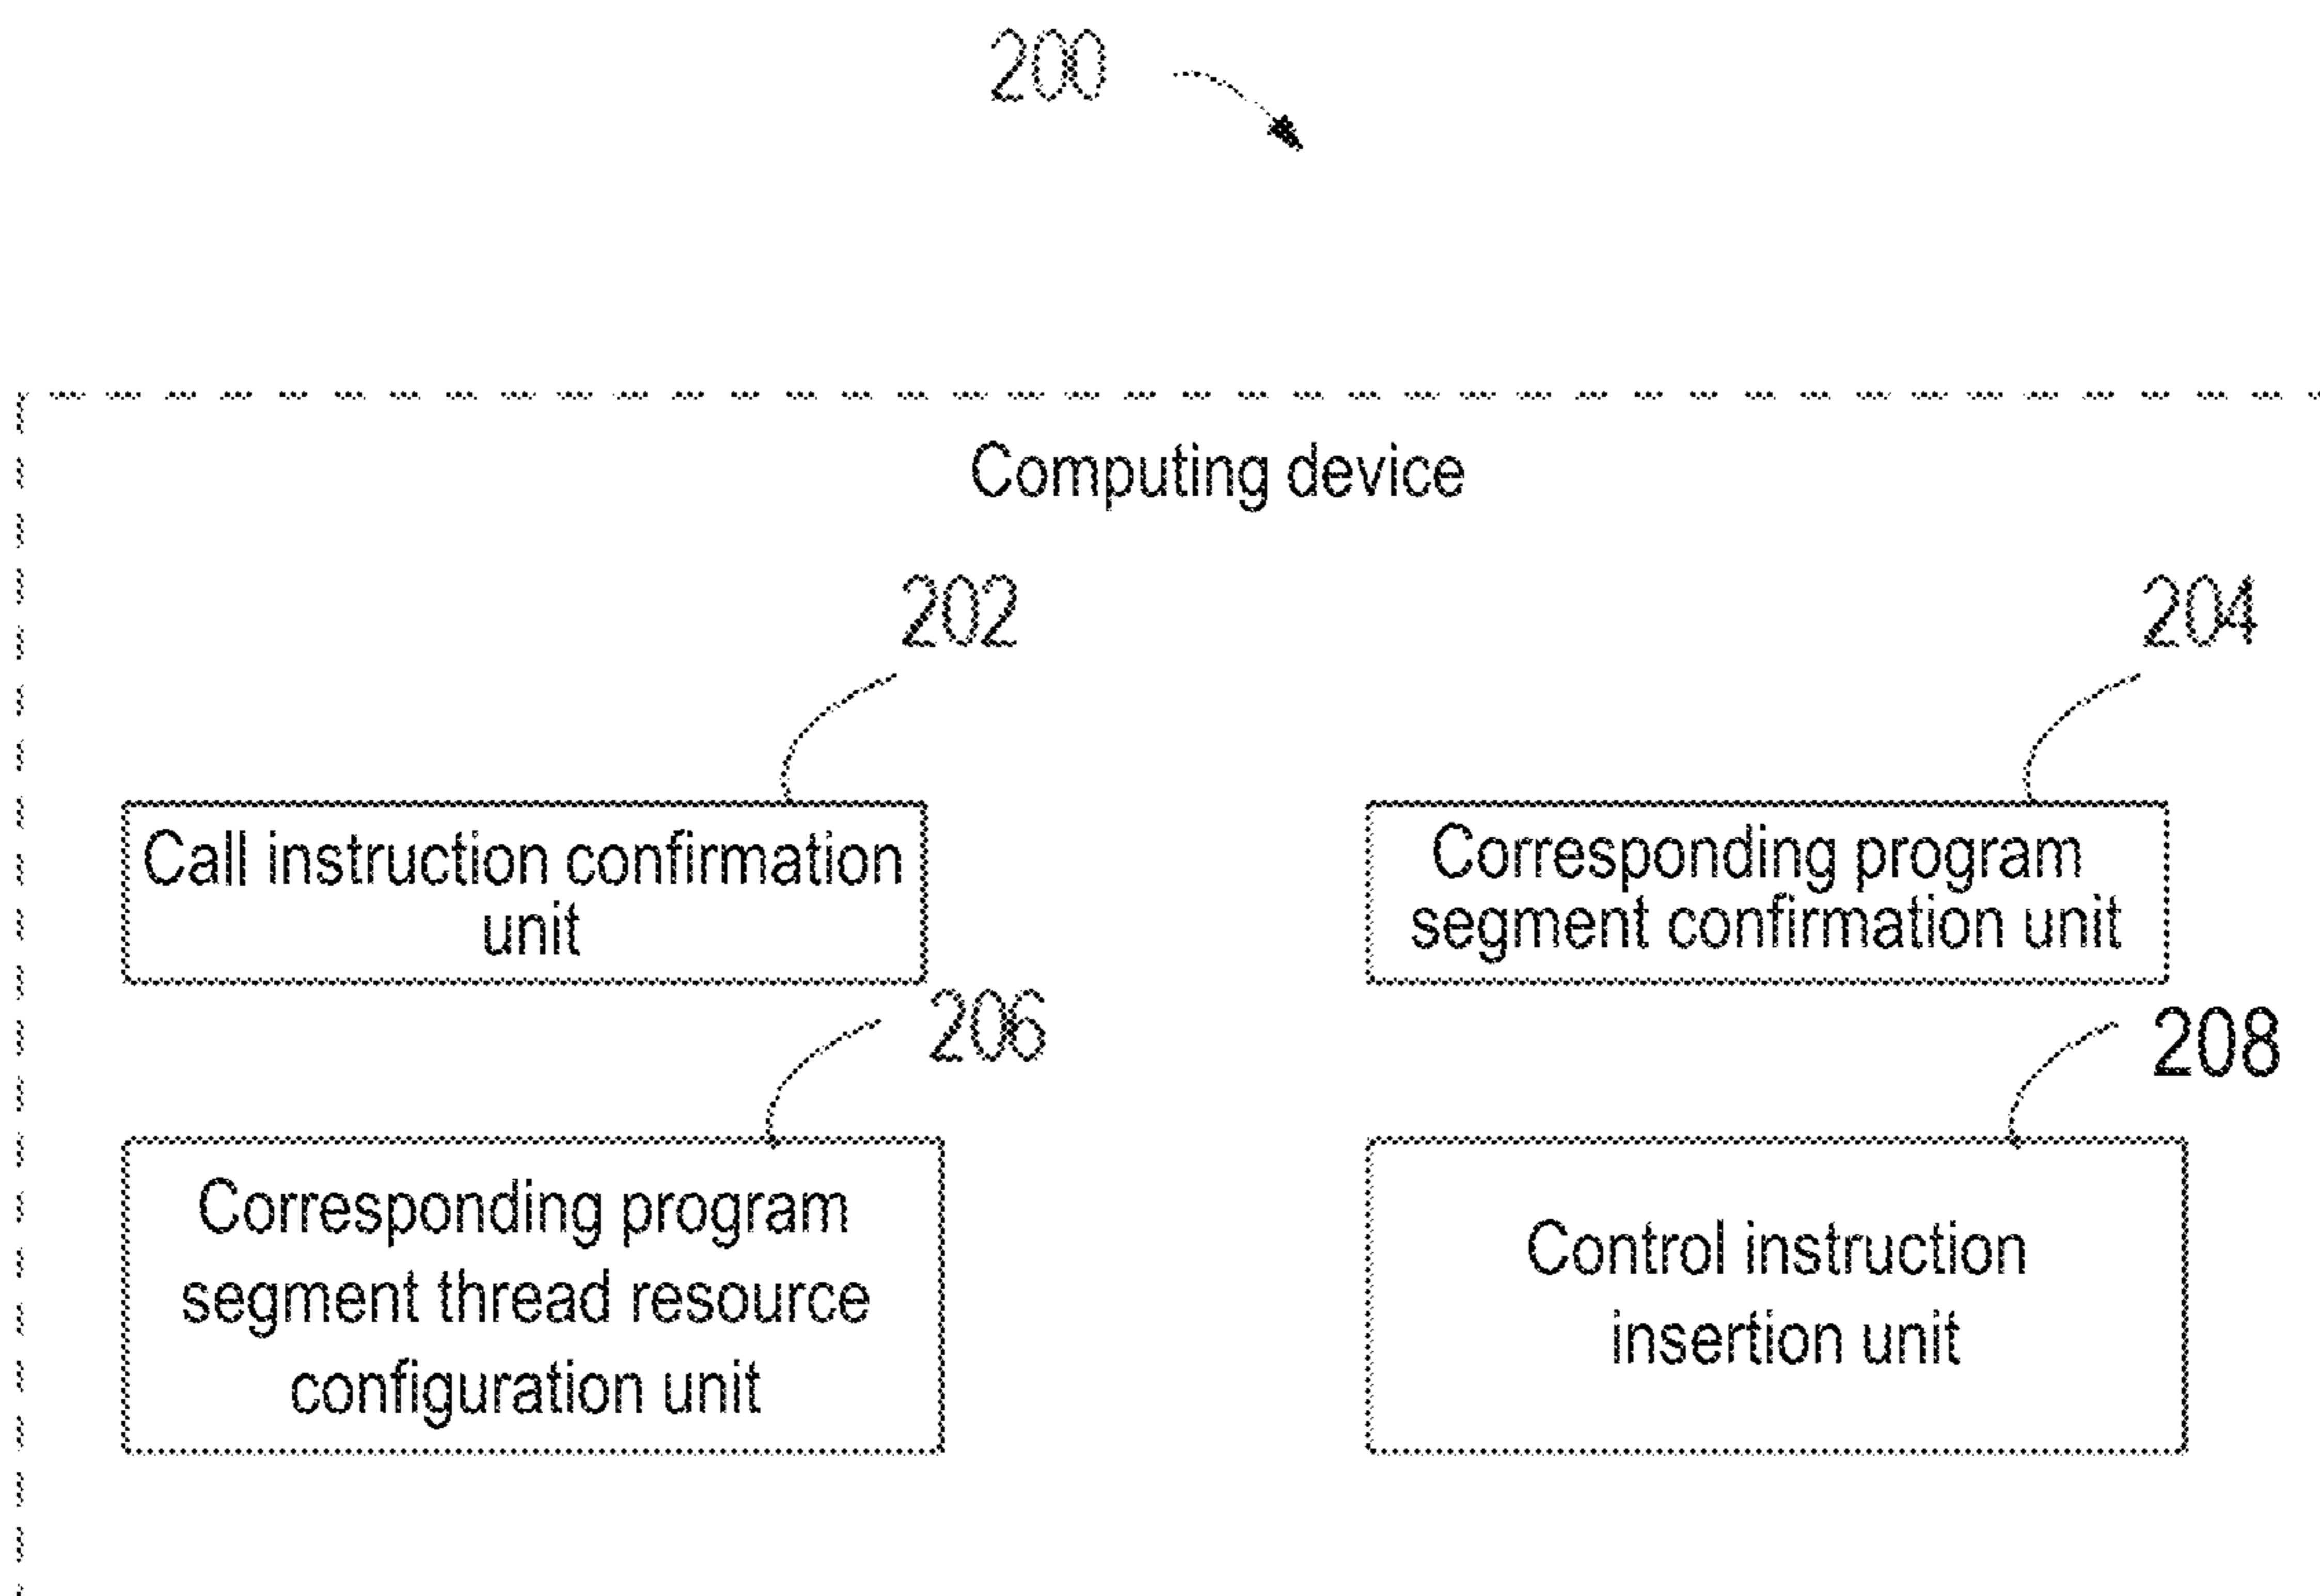 200
Computing device
202
204
Call instruction confirmation
unit
Corresponding program
segment confirmation unit
206
208
Corresponding program
segment thread resource
configuration unit
Control instruction
insertion unit